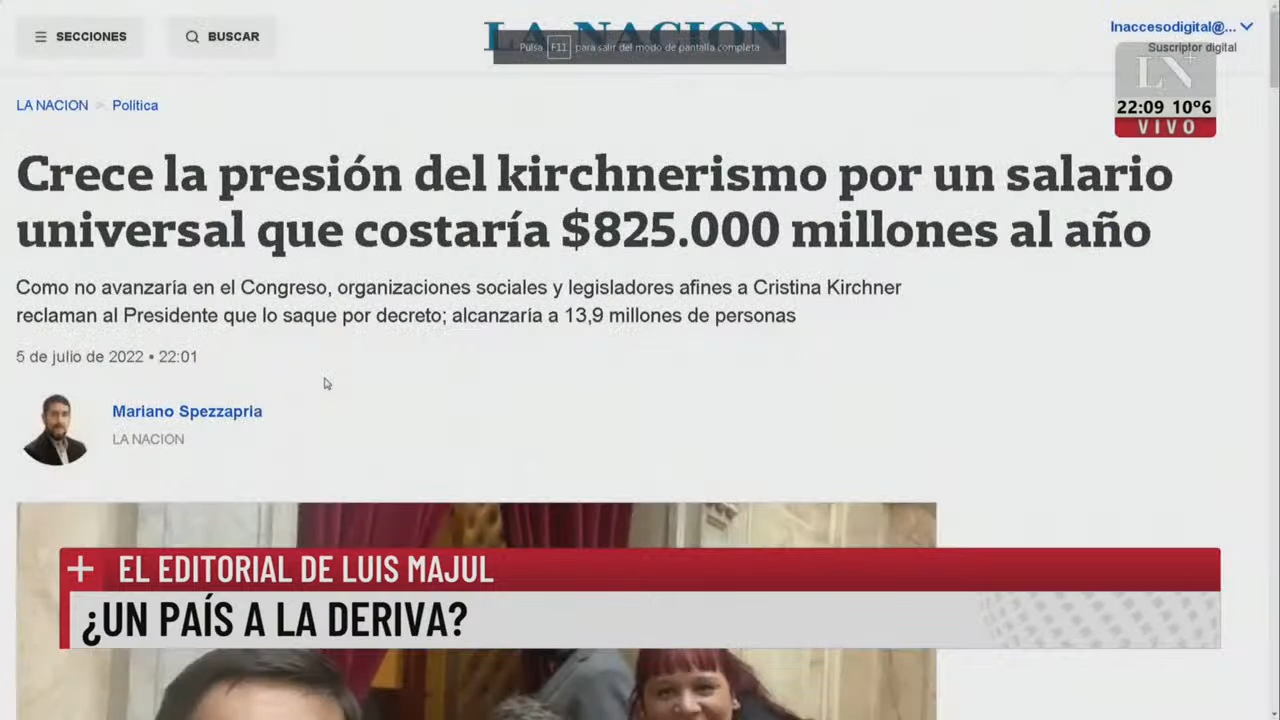 SECCIONES
BUSCAR
LA NACION
Pulsa F11 para salir del modo de pantalla completa
lnaccesodigital@...
Suscriptor digital
LN+
22:09 10°6
VIVO
LA NACION > Política
Crece la presión del kirchnerismo por un salario
universal que costaría $825.000 millones al año
Como no avanzaría en el Congreso, organizaciones sociales y legisladores afines a Cristina Kirchner
reclaman al Presidente que lo saque por decreto; alcanzaría a 13,9 millones de personas
5 de julio de 2022 • 22:01
Mariano Spezzapria
LA NACION
+ EL EDITORIAL DE LUIS MAJUL
¿UN PAÍS A LA DERIVA?